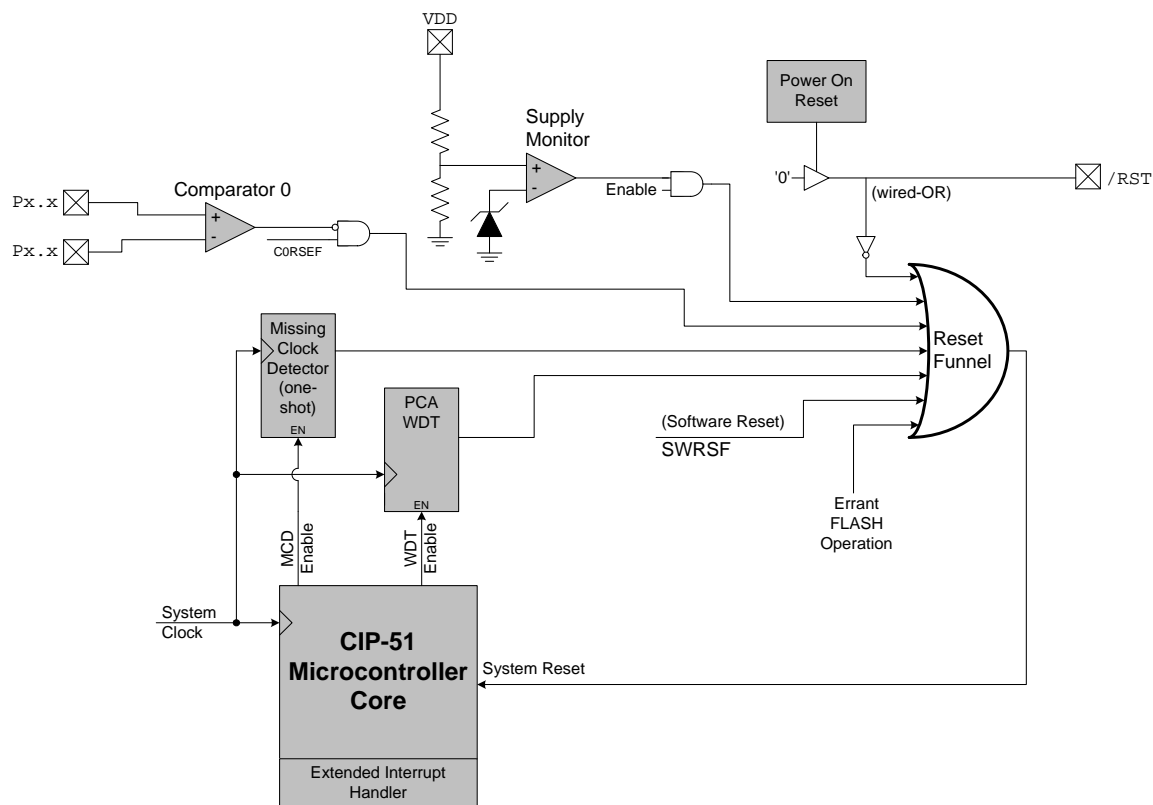 VDD
Power On
Reset
Supply
Monitor
+
-
Enable
'0'
(wired-OR)
/RST
Comparator 0
Px.x
Px.x
+
-
C0RSEF
Missing
Clock
Detector
(one-
shot)
EN
PCA
WDT
EN
Reset
Funnel
(Software Reset)
SWRSF
Errant
FLASH
Operation
MCD
Enable
WDT
Enable
System
Clock
CIP-51
Microcontroller
Core
System Reset
Extended Interrupt
Handler